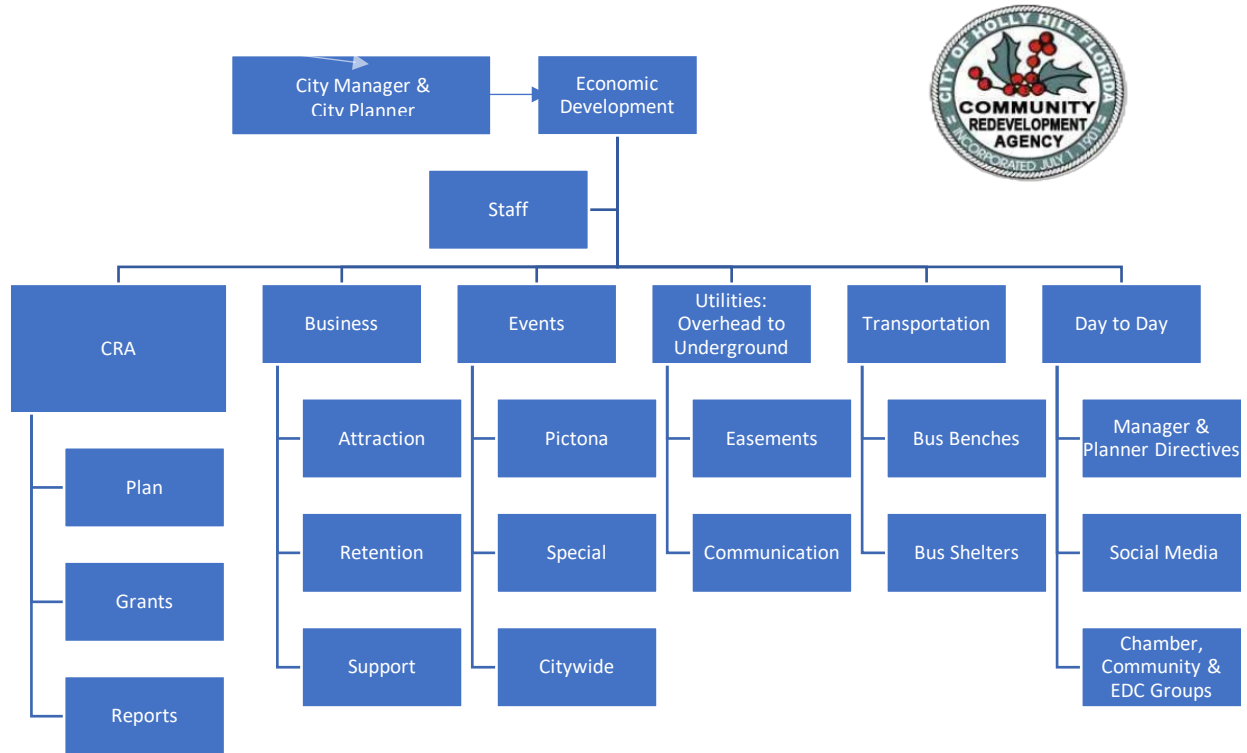 CITY OF HOLLY HILL FLORIDA
COMMUNITY
REDEVELOPMENT
AGENCY
INCORPORATED JULY 1, 1901
City Manager &
City Planner
Economic
Development
Staff
CRA
Business
Events
Utilities:
Overhead to
Underground
Transportation
Day to Day
Plan
Grants
Reports
Attraction
Retention
Support
Pictona
Special
Citywide
Easements
Communication
Bus Benches
Bus Shelters
Manager &
Planner Directives
Social Media
Chamber,
Community &
EDC Groups